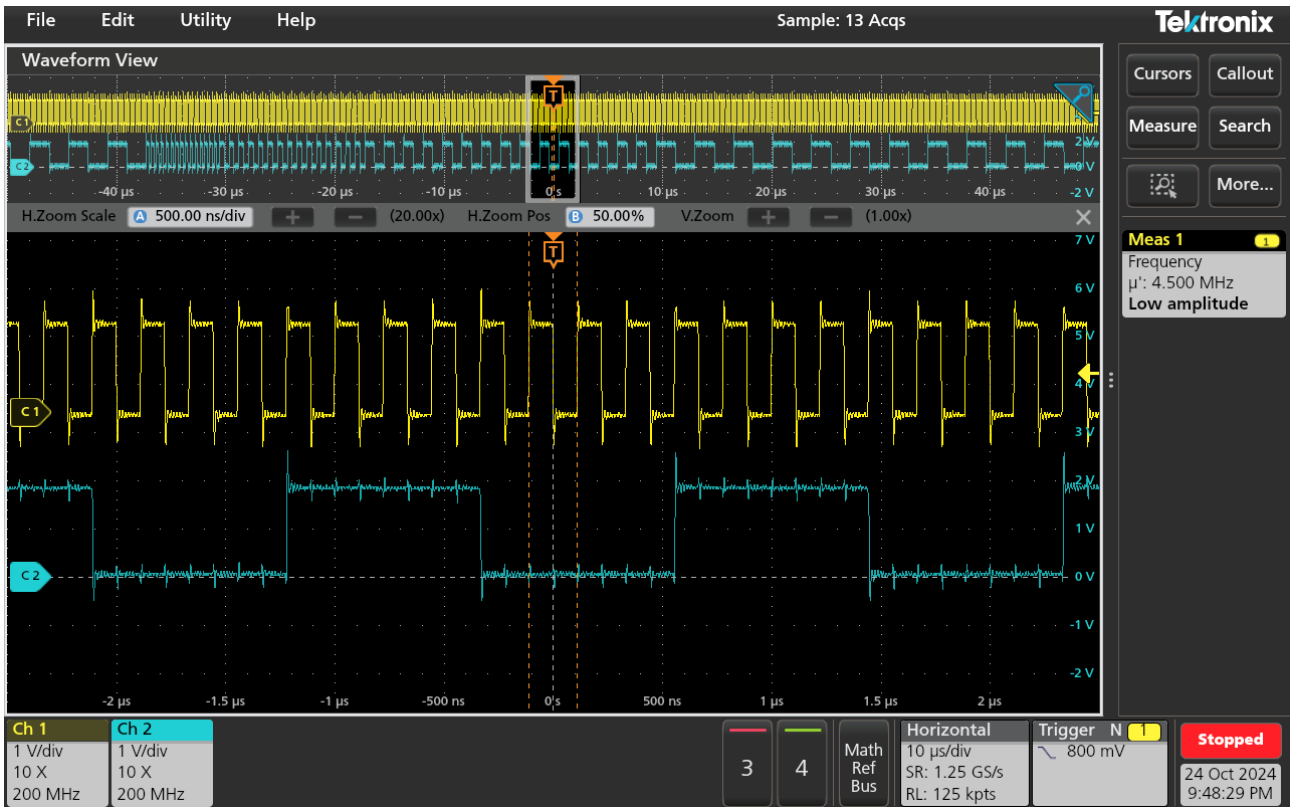 File Edit Utility Help Sample: 13 Acqs Tektronix
Waveform View
Cursors Callout
Measure Search
More...
T
C 1
C 2
2 V
0 V
-2 V
-40 µs -30 µs -20 µs -10 µs 0 s 10 µs 20 µs 30 µs 40 µs
H.Zoom Scale A 500.00 ns/div + − (20.00x) H.Zoom Pos B 50.00% V.Zoom + − (1.00x) ×
Meas 1 1
Frequency
µ': 4.500 MHz
Low amplitude
T
7 V
6 V
5 V
4 V
C 1
3 V
2 V
1 V
C 2
0 V
-1 V
-2 V
-2 µs -1.5 µs -1 µs -500 ns 0 s 500 ns 1 µs 1.5 µs 2 µs
Ch 1
1 V/div
10 X
200 MHz
Ch 2
1 V/div
10 X
200 MHz
3
4
Math
Ref
Bus
Horizontal
10 µs/div
SR: 1.25 GS/s
RL: 125 kpts
Trigger N 1
800 mV
Stopped
24 Oct 2024
9:48:29 PM